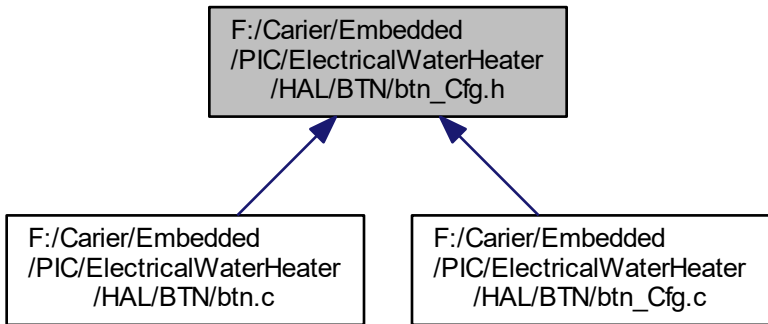 F:/Carier/Embedded
/PIC/ElectricalWaterHeater
/HAL/BTN/btn_Cfg.h
F:/Carier/Embedded
/PIC/ElectricalWaterHeater
/HAL/BTN/btn.c
F:/Carier/Embedded
/PIC/ElectricalWaterHeater
/HAL/BTN/btn_Cfg.c